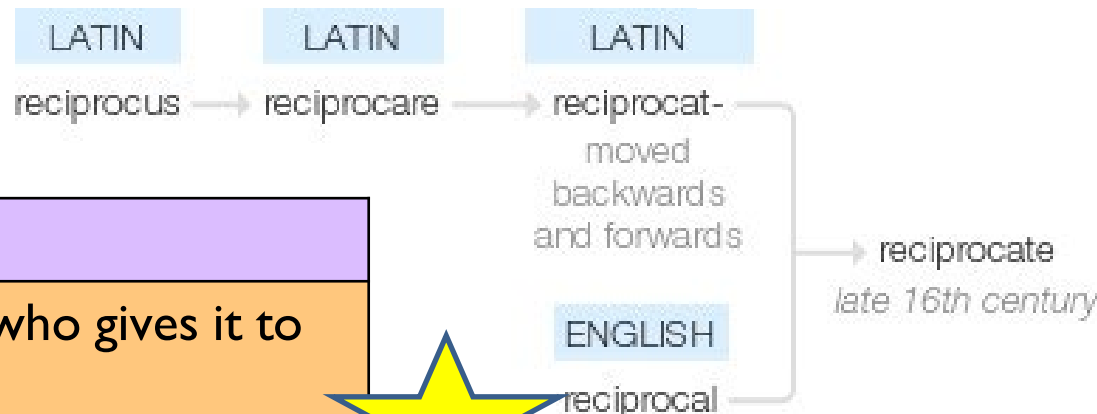 LATIN LATIN LATIN
reciprocus reciprocare reciprocat-
moved
backwards
and forwards
reciprocate
late 16th century
who gives it to
ENGLISH
reciprocal